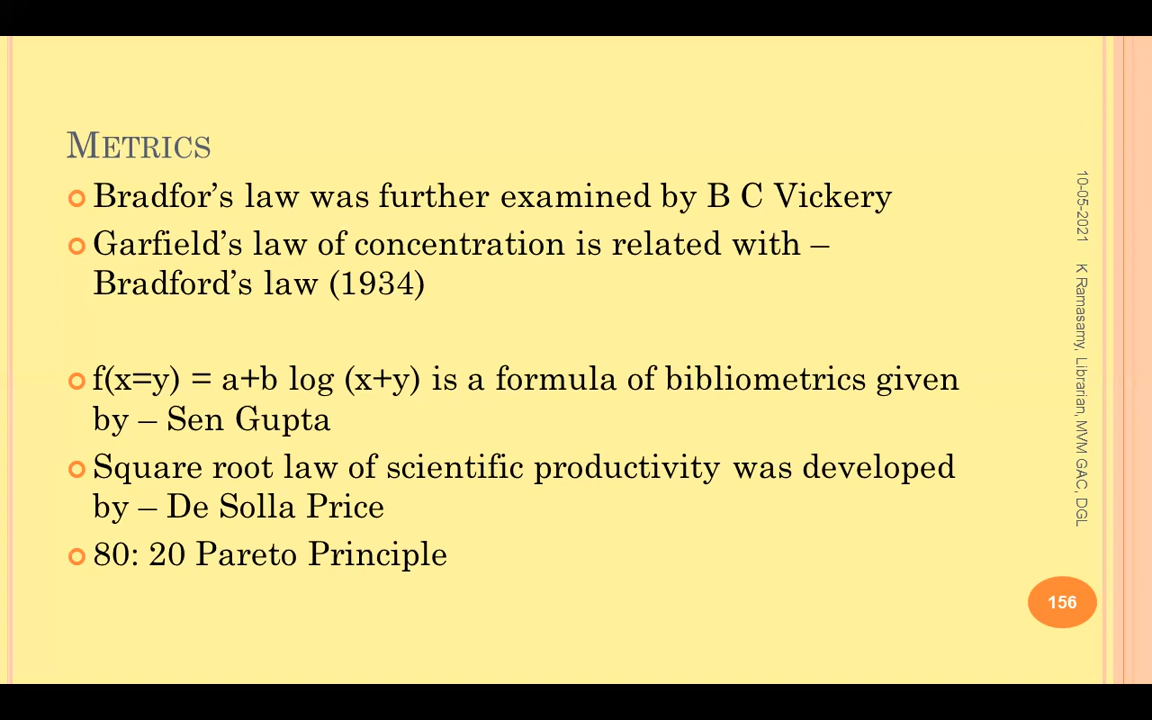 METRICS
Bradfor’s law was further examined by B C Vickery
Garfield’s law of concentration is related with –
Bradford’s law (1934)
f(x=y) = a+b log (x+y) is a formula of bibliometrics given
by – Sen Gupta
Square root law of scientific productivity was developed
by – De Solla Price
80: 20 Pareto Principle
10-05-2021 K Ramasamy, Librarian, MVM GAC, DGL
156